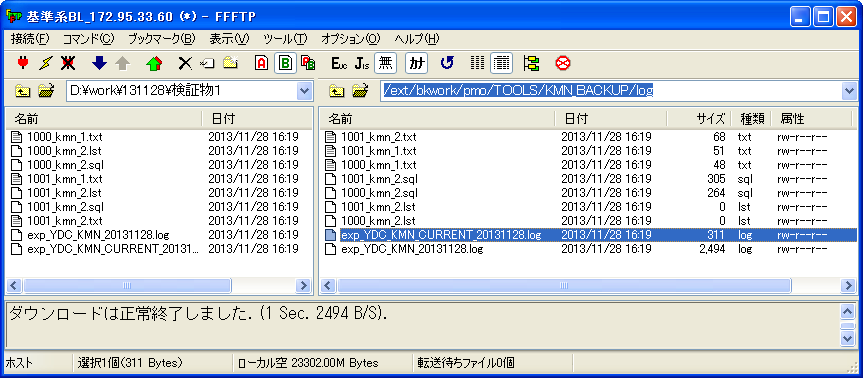 基準系BL_172.95.33.60 (*) - FFFTP
接続(F) コマンド(C) ブックマーク(B) 表示(V) ツール(T) オプション(O) ヘルプ(H)
A B EUC JIS 無 カナ
D:¥work¥131128¥検証物1 /ext/bkwork/pmo/TOOLS/KMN_BACKUP/log
名前 日付 名前 日付 サイズ 種類 属性
1000_kmn_1.txt 2013/11/28 16:19 1001_kmn_2.txt 2013/11/28 16:19 68 txt rw-r--r--
1000_kmn_2.lst 2013/11/28 16:19 1001_kmn_1.txt 2013/11/28 16:19 51 txt rw-r--r--
1000_kmn_2.sql 2013/11/28 16:19 1000_kmn_1.txt 2013/11/28 16:19 48 txt rw-r--r--
1001_kmn_1.txt 2013/11/28 16:19 1001_kmn_2.sql 2013/11/28 16:19 305 sql rw-r--r--
1001_kmn_2.sql 2013/11/28 16:19 1000_kmn_2.sql 2013/11/28 16:19 264 sql rw-r--r--
1001_kmn_2.lst 2013/11/28 16:19 1001_kmn_2.lst 2013/11/28 16:19 0 lst rw-r--r--
1001_kmn_2.txt 2013/11/28 16:19 1000_kmn_2.lst 2013/11/28 16:19 0 lst rw-r--r--
exp_YDC_KMN_20131128.log 2013/11/28 16:19 exp_YDC_KMN_CURRENT_20131128.log 2013/11/28 16:19 311 log rw-r--r--
exp_YDC_KMN_CURRENT_20131... 2013/11/28 16:19 exp_YDC_KMN_20131128.log 2013/11/28 16:19 2,494 log rw-r--r--
ダウンロードは正常終了しました. (1 Sec. 2494 B/S).
ホスト 選択1個(311 Bytes) ローカル空 23302.00M Bytes 転送待ちファイル0個